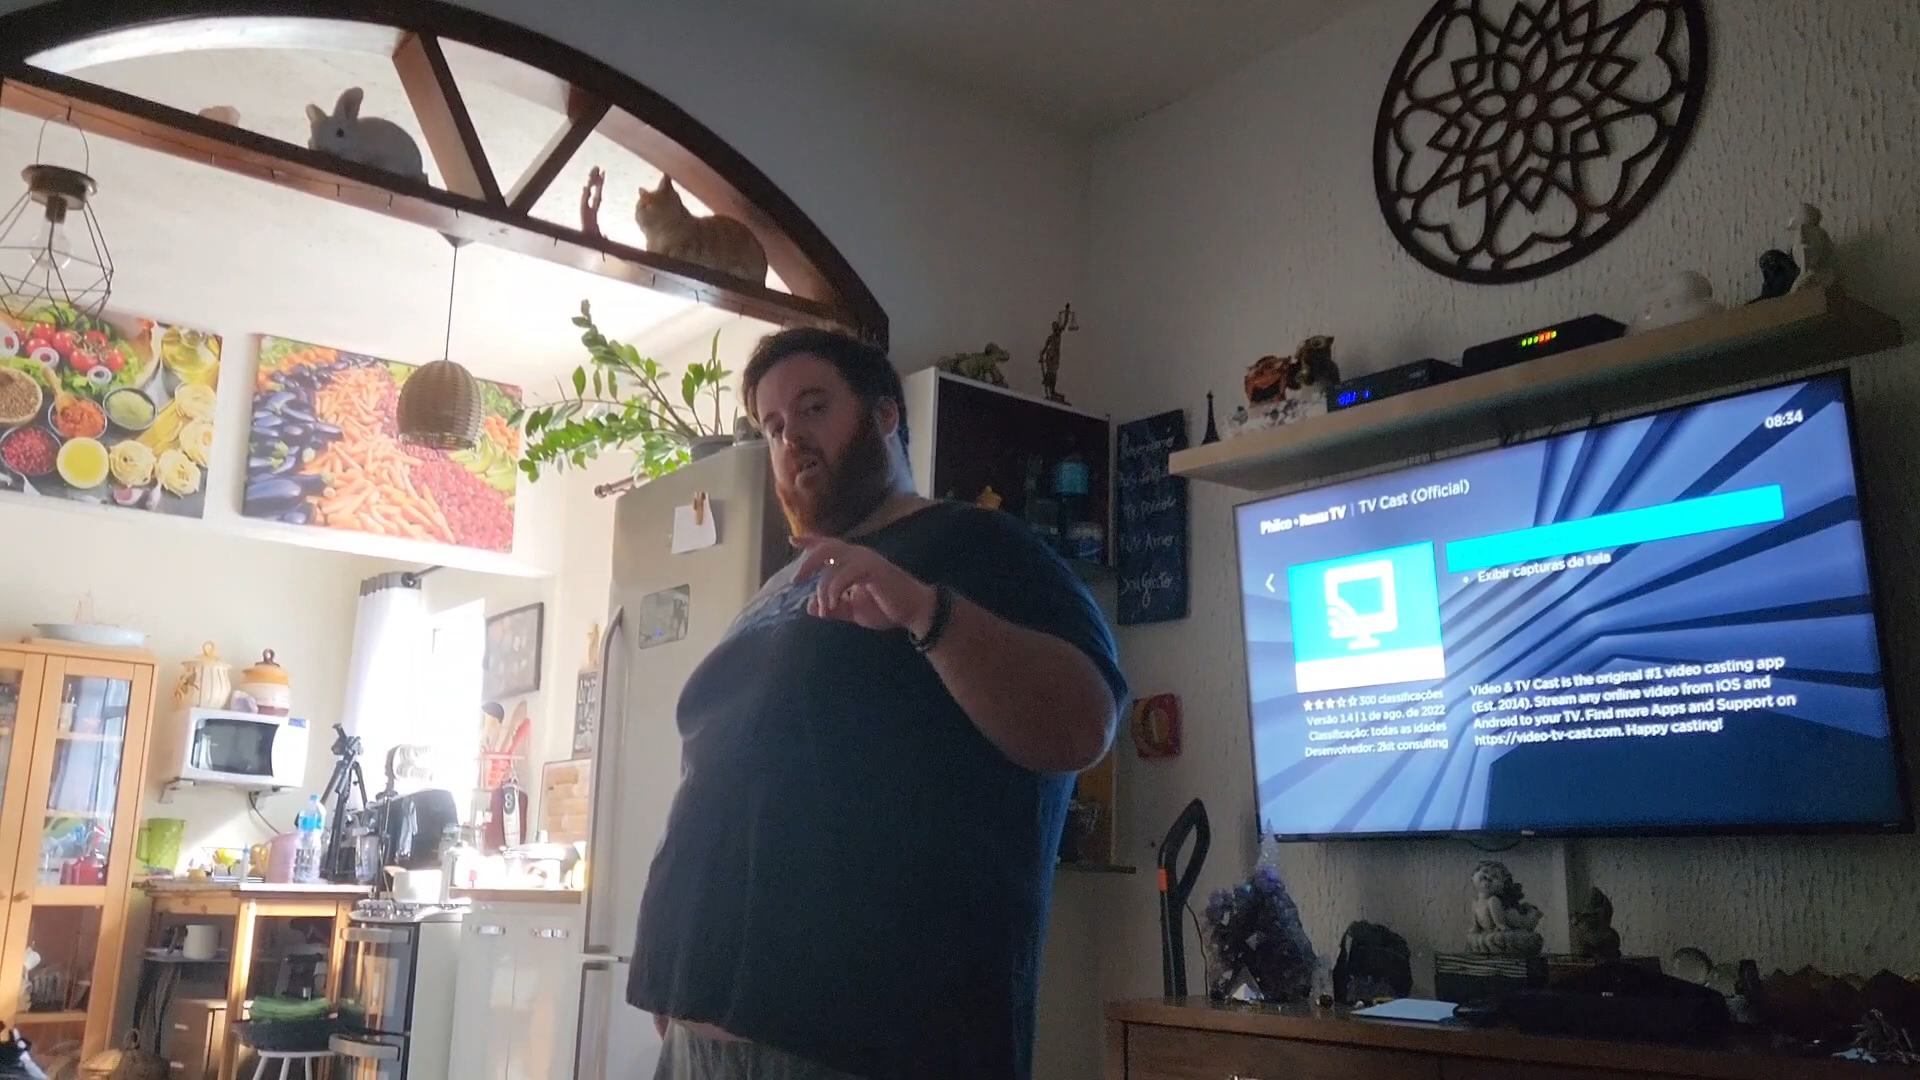 08:34
Philco • Roku TV | TV Cast (Official)
• Exibir capturas de tela
300 classificações
Versão 1.4 | 1 de ago. de 2022
Classificação: todas as idades
Desenvolvedor: 2kit consulting
Video & TV Cast is the original #1 video casting app
(Est. 2014). Stream any online video from iOS and
Android to your TV. Find more Apps and Support on
https://video-tv-cast.com. Happy casting!